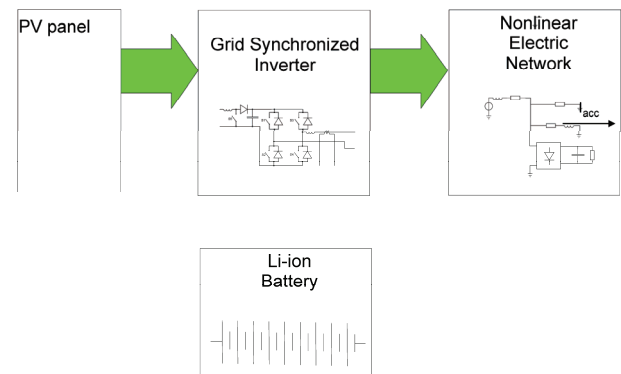 PV panel
Grid Synchronized
Inverter
Nonlinear
Electric
Network
acc
Li-ion
Battery